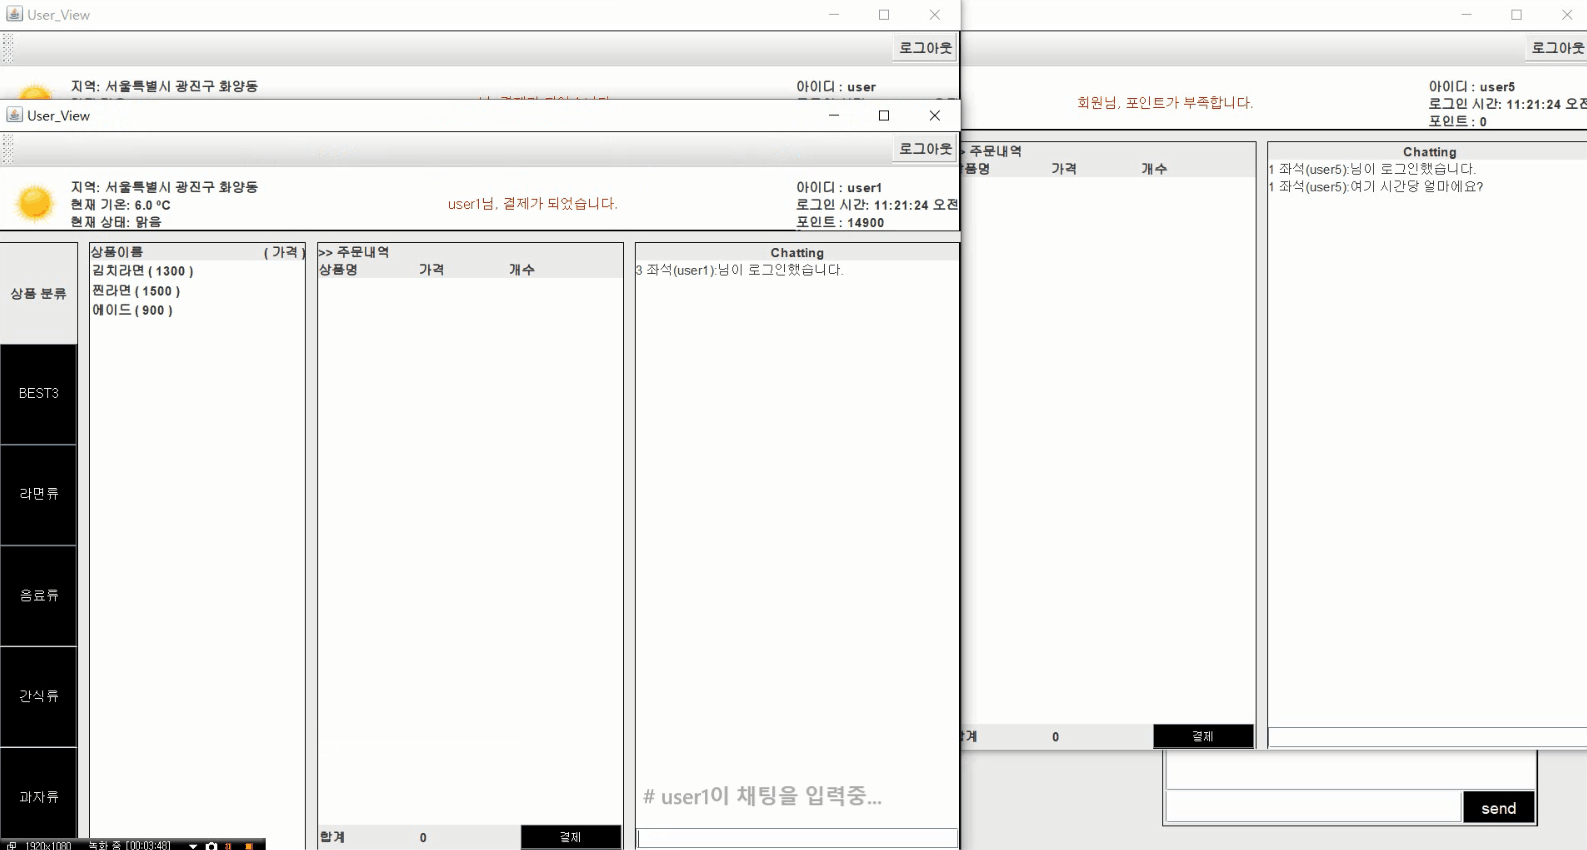 User_View
로그아웃
로그아웃
지역: 서울특별시 광진구 화양동
아이디 : user
회원님, 포인트가 부족합니다.
아이디 : user5
로그인 시간: 11:21:24 오전
포인트 : 0
User_View
로그아웃
지역: 서울특별시 광진구 화양동
현재 기온: 6.0 ºC
현재 상태: 맑음
user1님, 결제가 되었습니다.
아이디 : user1
로그인 시간: 11:21:24 오전
포인트 : 14900
상품 분류
BEST3
라면류
음료류
간식류
과자류
상품이름 ( 가격 )
김치라면 ( 1300 )
찐라면 ( 1500 )
에이드 ( 900 )
>> 주문내역
상품명 가격 개수
합계 0 결제
Chatting
3 좌석(user1):님이 로그인했습니다.
# user1이 채팅을 입력중...
> 주문내역
상품명 가격 개수
합계 0 결제
Chatting
1 좌석(user5):님이 로그인했습니다.
1 좌석(user5):여기 시간당 얼마에요?
send
1920x1080 녹화 중 [00:03:48]